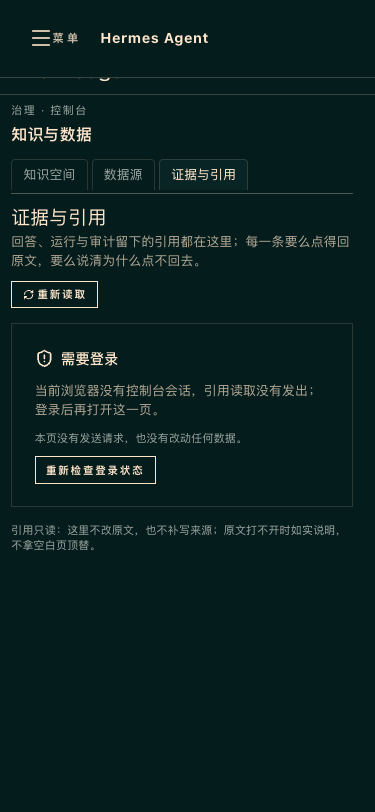 菜单
Hermes Agent
治理 · 控制台
知识与数据
知识空间
数据源
证据与引用
证据与引用
回答、运行与审计留下的引用都在这里；每一条要么点得回
原文，要么说清为什么点不回去。
重新读取
需要登录
当前浏览器没有控制台会话，引用读取没有发出；
登录后再打开这一页。
本页没有发送请求，也没有改动任何数据。
重新检查登录状态
引用只读：这里不改原文，也不补写来源；原文打不开时如实说明，
不拿空白页顶替。